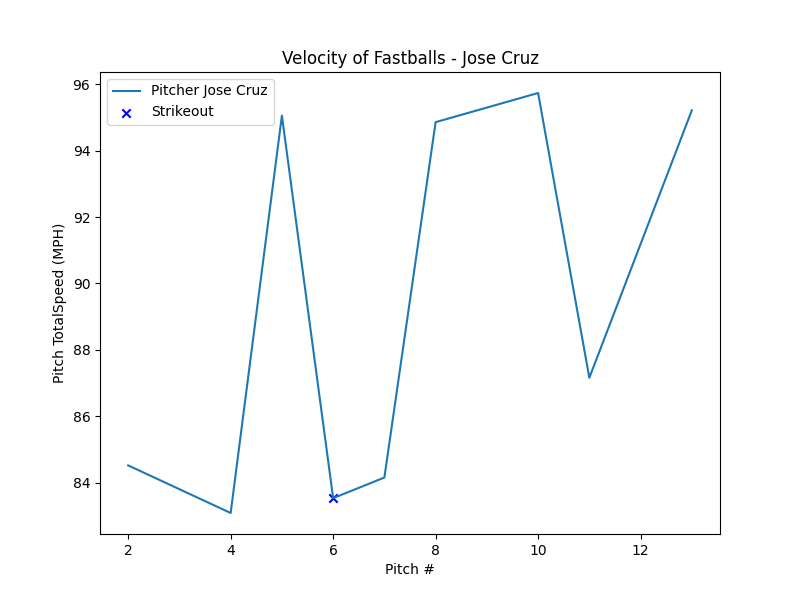 Velocity of Fastballs - Jose Cruz
Pitcher Jose Cruz
Strikeout
96
94
92
90
88
86
84
Pitch TotalSpeed (MPH)
2 4 6 8 10 12
Pitch #